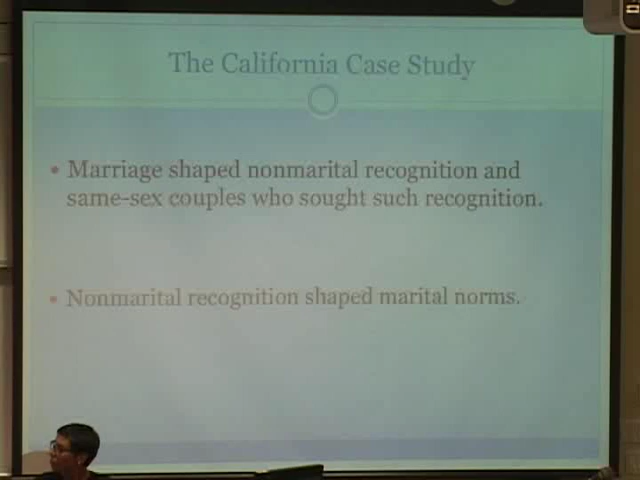 The California Case Study
• Marriage shaped nonmarital recognition and
same-sex couples who sought such recognition.
• Nonmarital recognition shaped marital norms.